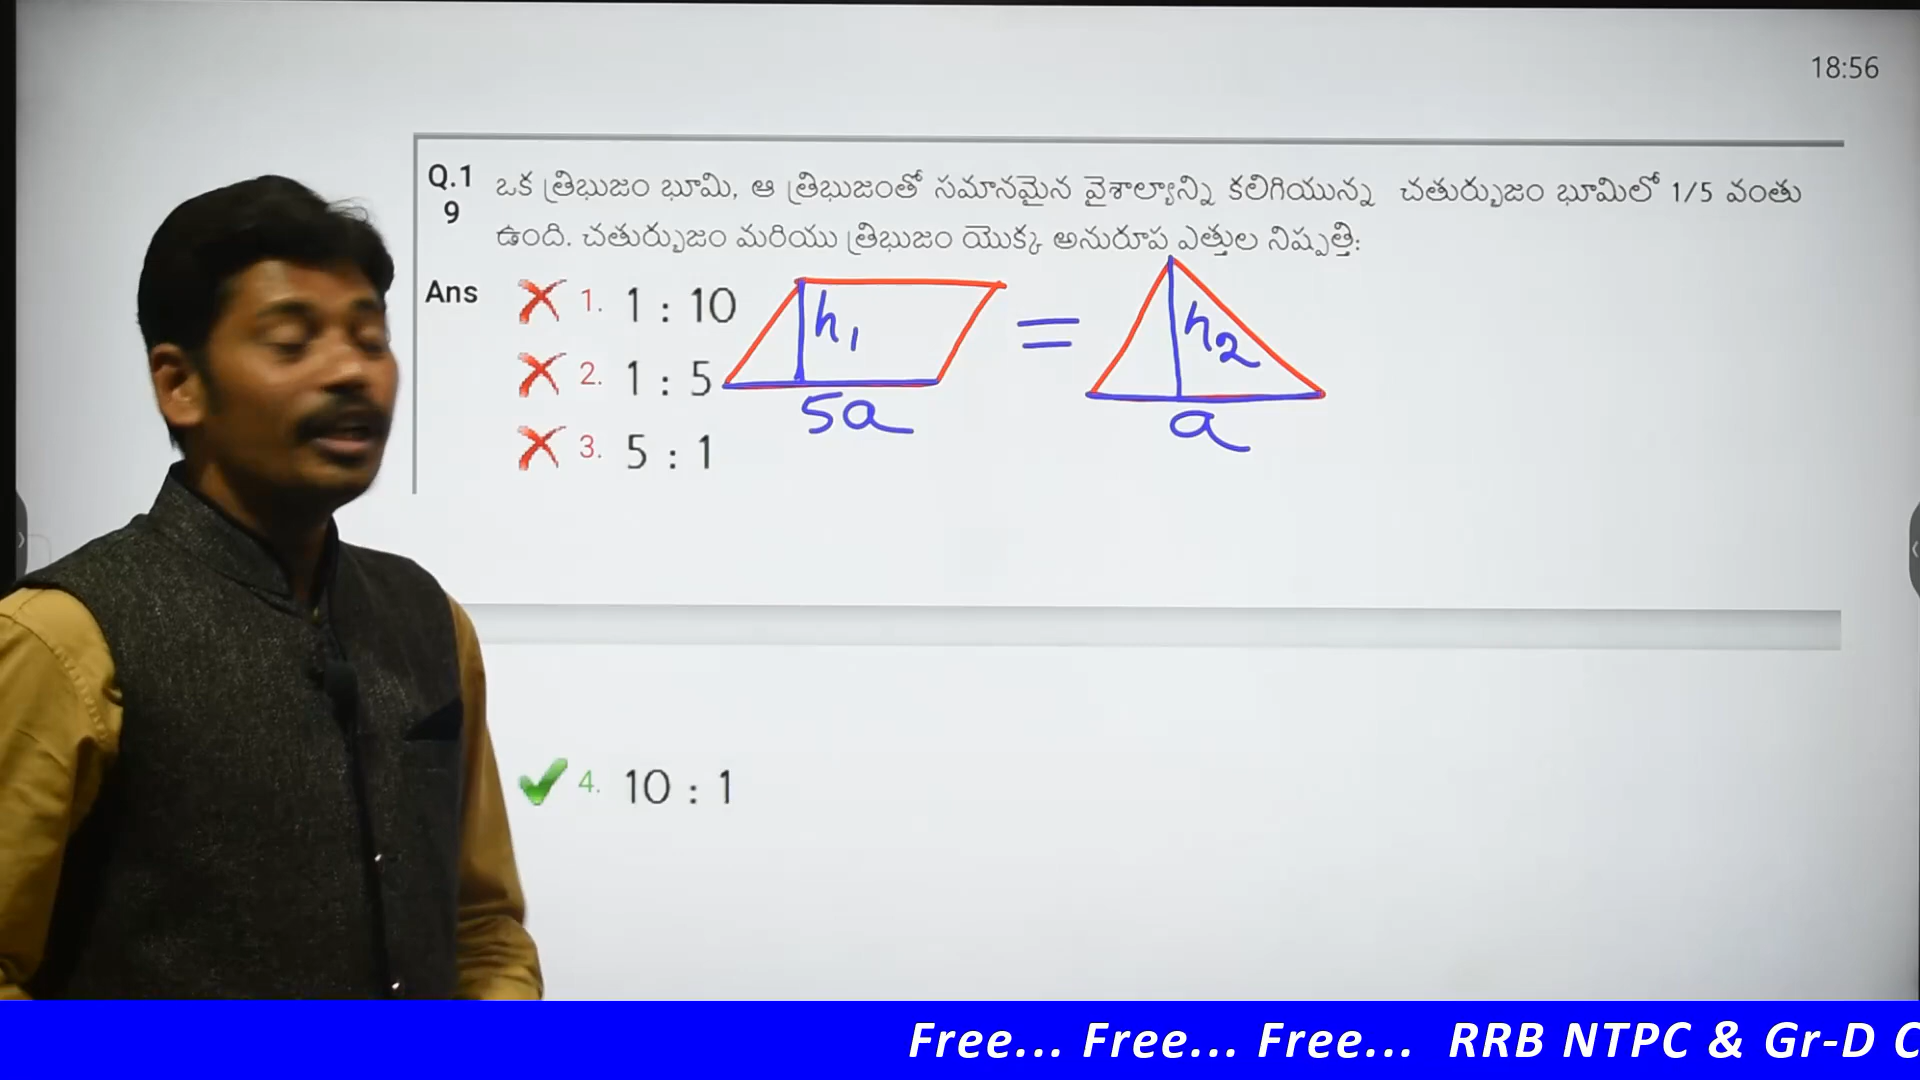 18:56
Q.1 ఒక త్రిభుజం భూమి, ఆ త్రిభుజంతో సమానమైన వైశాల్యాన్ని కలిగియున్న చతుర్భుజం భూమిలో 1/5 వంతు
9 ఉంది. చతుర్భుజం మరియు త్రిభుజం యొక్క అనురూప ఎత్తుల నిష్పత్తి:
Ans 1. 1 : 10
2. 1 : 5
3. 5 : 1
h₁
5a
=
h₂
a
4. 10 : 1
Free... Free... Free... RRB NTPC & Gr-D C